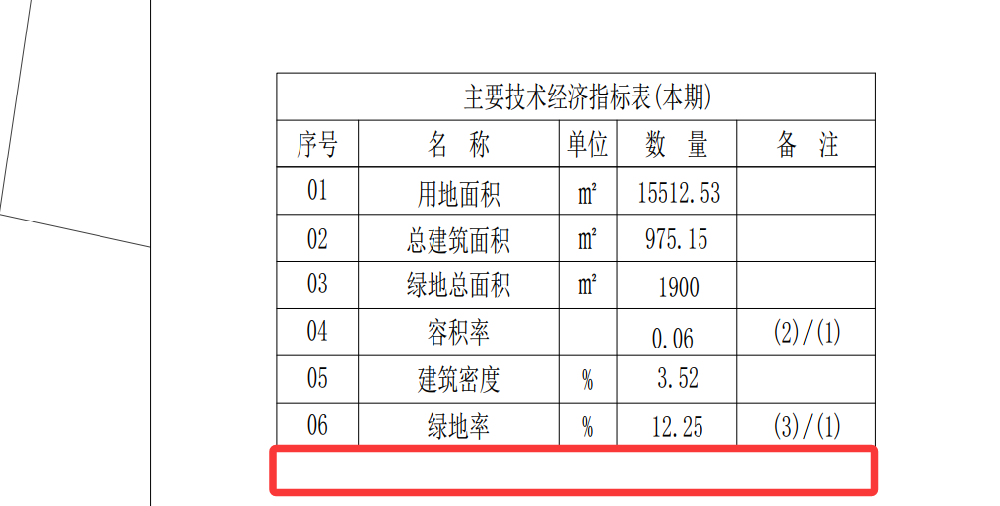 主要技术经济指标表(本期)
序号 名 称 单位 数 量 备 注
01 用地面积 m² 15512.53
02 总建筑面积 m² 975.15
03 绿地总面积 m² 1900
04 容积率 0.06 (2)/(1)
05 建筑密度 % 3.52
06 绿地率 % 12.25 (3)/(1)